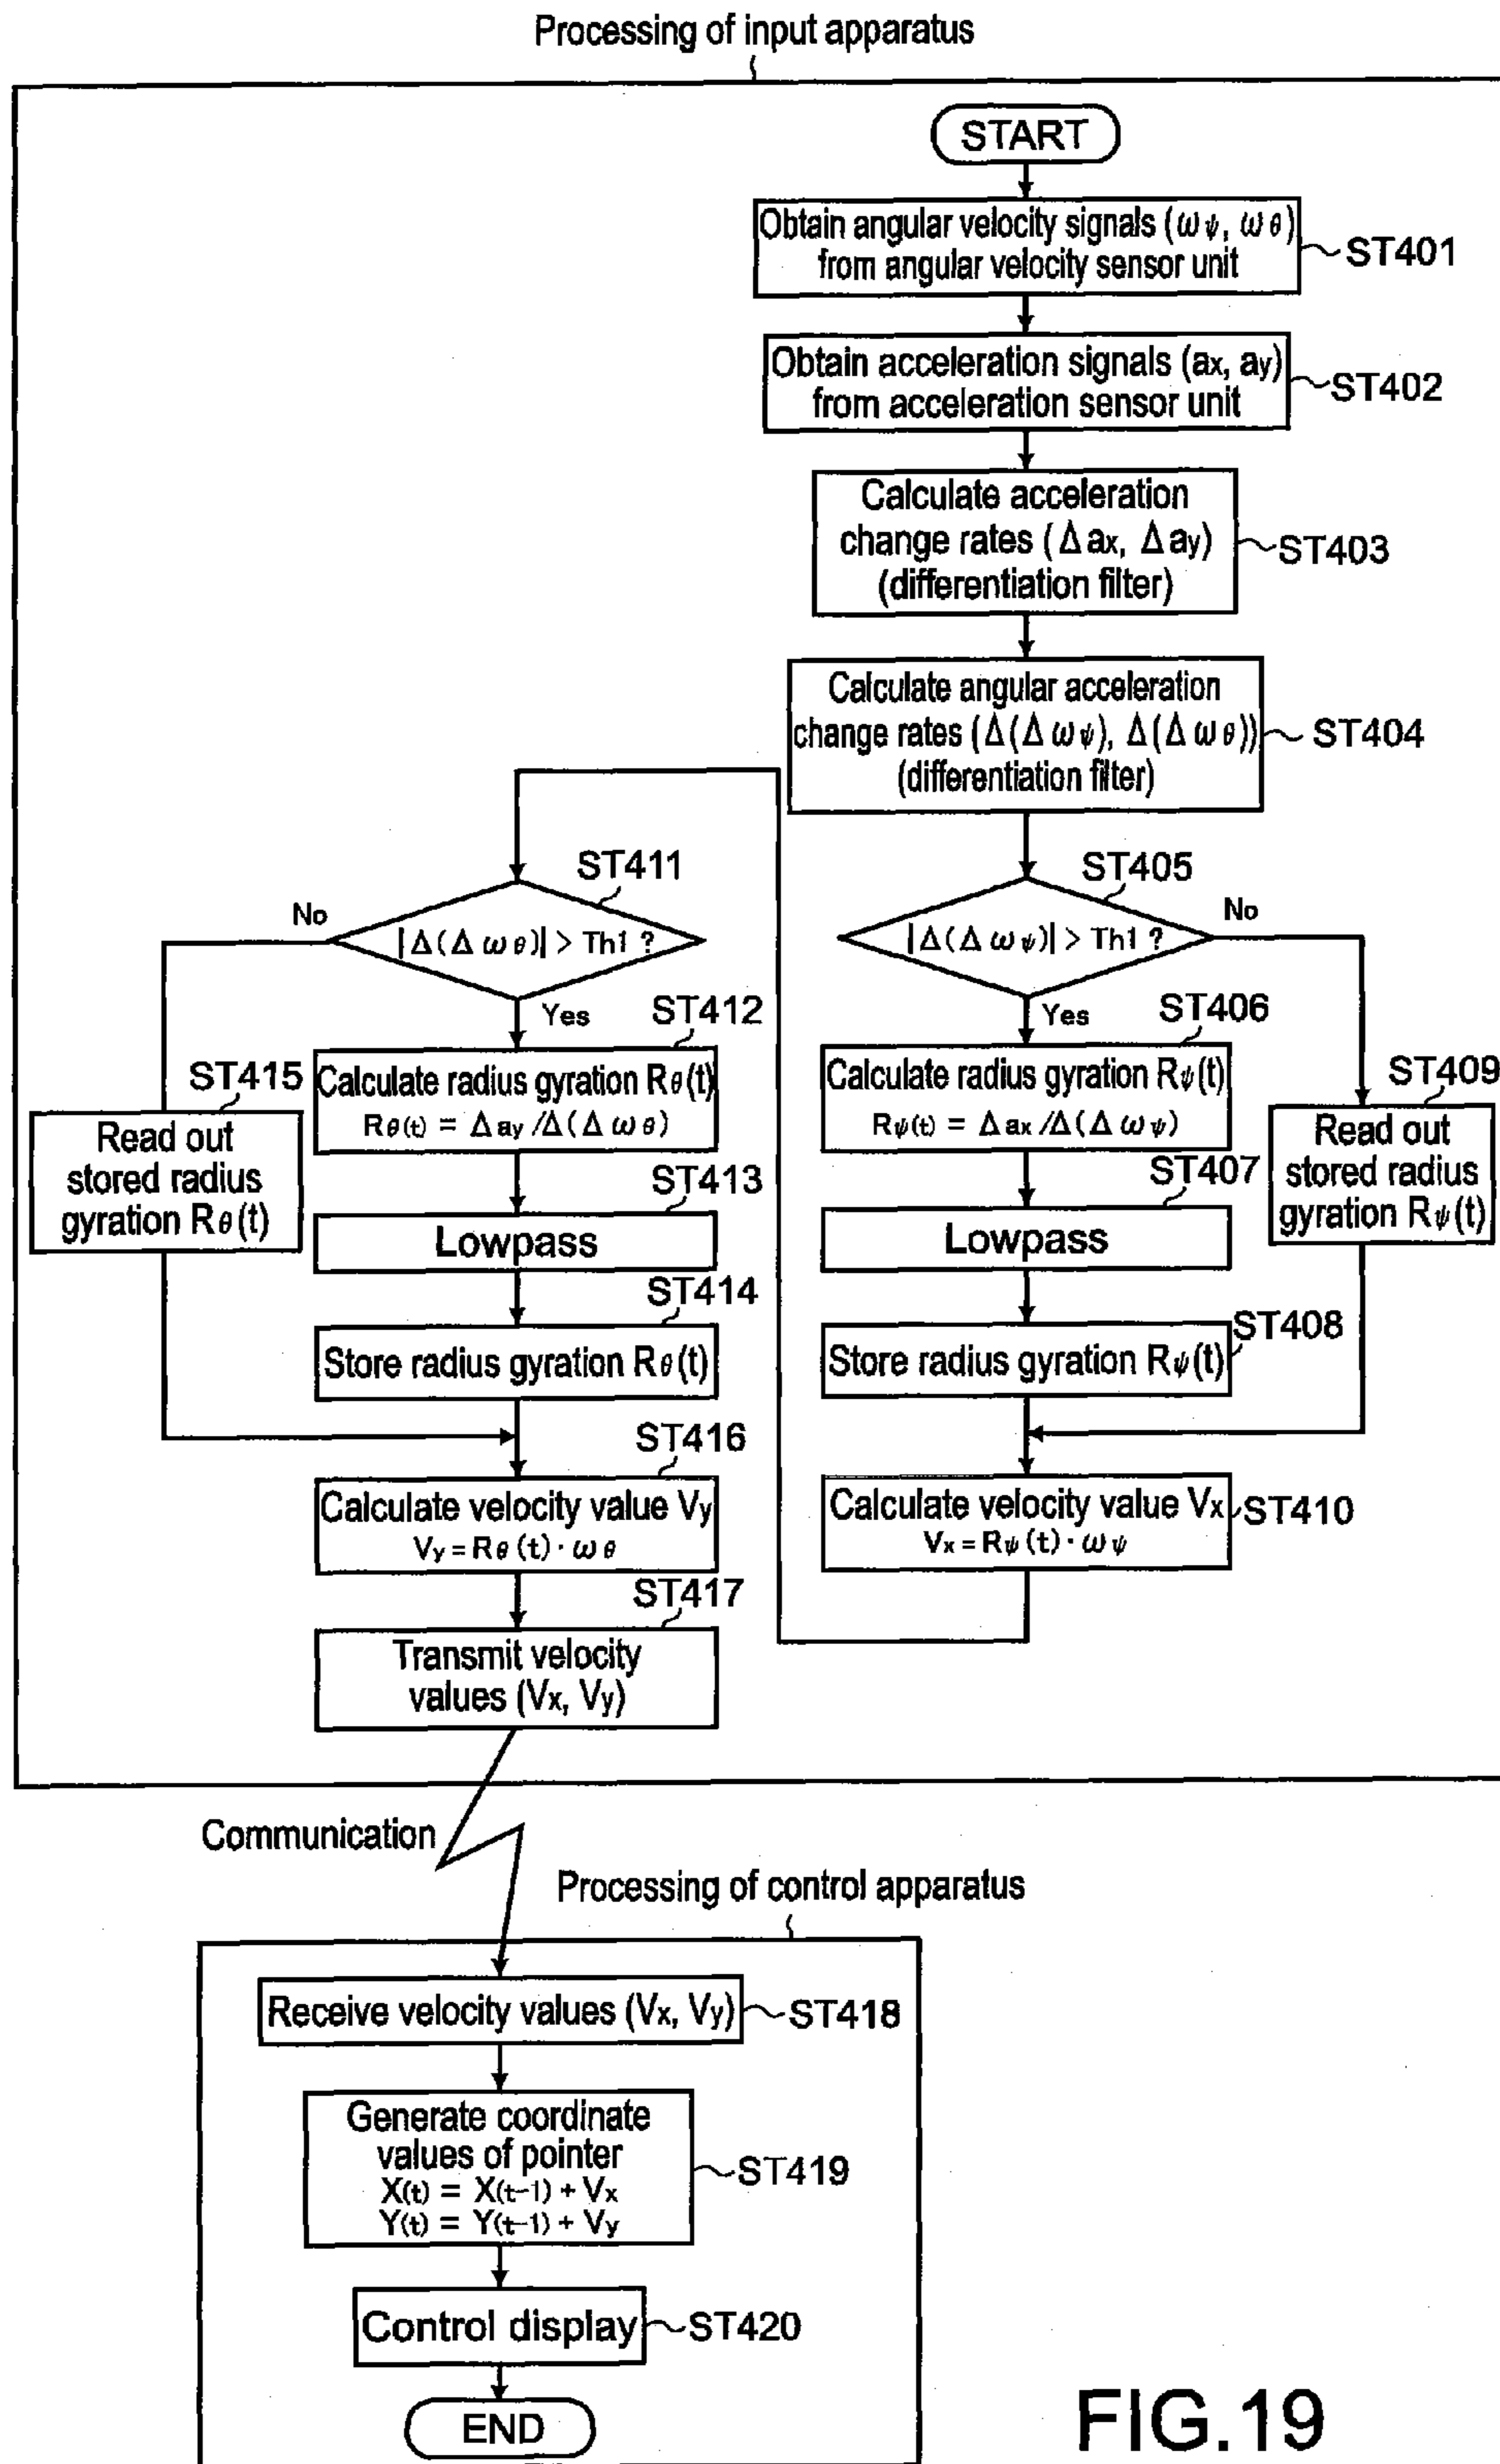 Processing of input apparatus
START
Obtain angular velocity signals (ωψ, ωθ)
from angular velocity sensor unit
ST401
Obtain acceleration signals (ax, ay)
from acceleration sensor unit
ST402
Calculate acceleration
change rates (Δax, Δay)
(differentiation filter)
ST403
Calculate angular acceleration
change rates (Δ(Δωψ), Δ(Δωθ))
(differentiation filter)
ST404
ST405
|Δ(Δωψ)| > Th1 ?
No
Yes
ST406
Calculate radius gyration Rψ(t)
Rψ(t) = Δax/Δ(Δωψ)
ST407
Lowpass
ST408
Store radius gyration Rψ(t)
ST409
Read out
stored radius
gyration Rψ(t)
Calculate velocity value Vx
Vx = Rψ(t)·ωψ
ST410
ST411
|Δ(Δωθ)| > Th1 ?
No
Yes
ST412
Calculate radius gyration Rθ(t)
Rθ(t) = Δay/Δ(Δωθ)
ST413
Lowpass
ST414
Store radius gyration Rθ(t)
ST415
Read out
stored radius
gyration Rθ(t)
ST416
Calculate velocity value Vy
Vy = Rθ(t)·ωθ
ST417
Transmit velocity
values (Vx, Vy)
Communication
Processing of control apparatus
Receive velocity values (Vx, Vy)
ST418
Generate coordinate
values of pointer
X(t) = X(t-1) + Vx
Y(t) = Y(t-1) + Vy
ST419
Control display
ST420
END
FIG.19